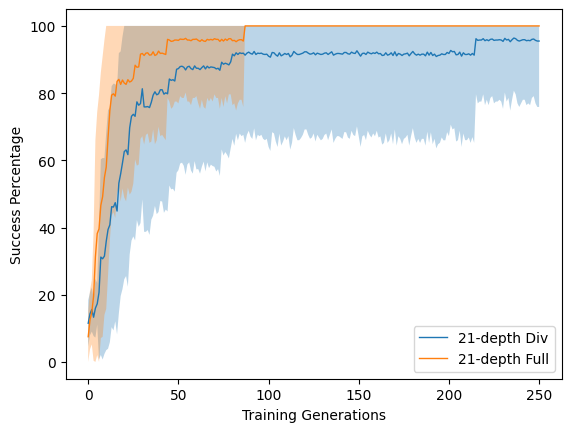 100
80
60
40
20
0
Success Percentage
21-depth Div
21-depth Full
0 50 100 150 200 250
Training Generations